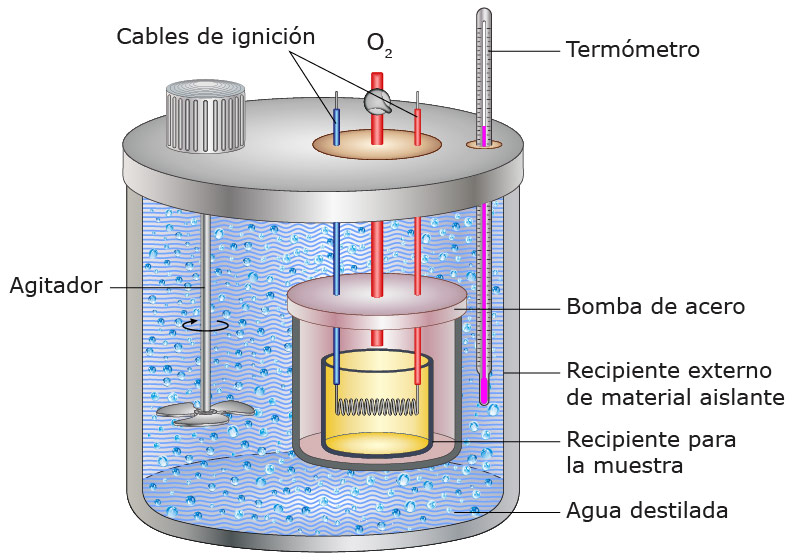 Cables de ignición
O₂
Termómetro
Agitador
Bomba de acero
Recipiente externo
de material aislante
Recipiente para
la muestra
Agua destilada